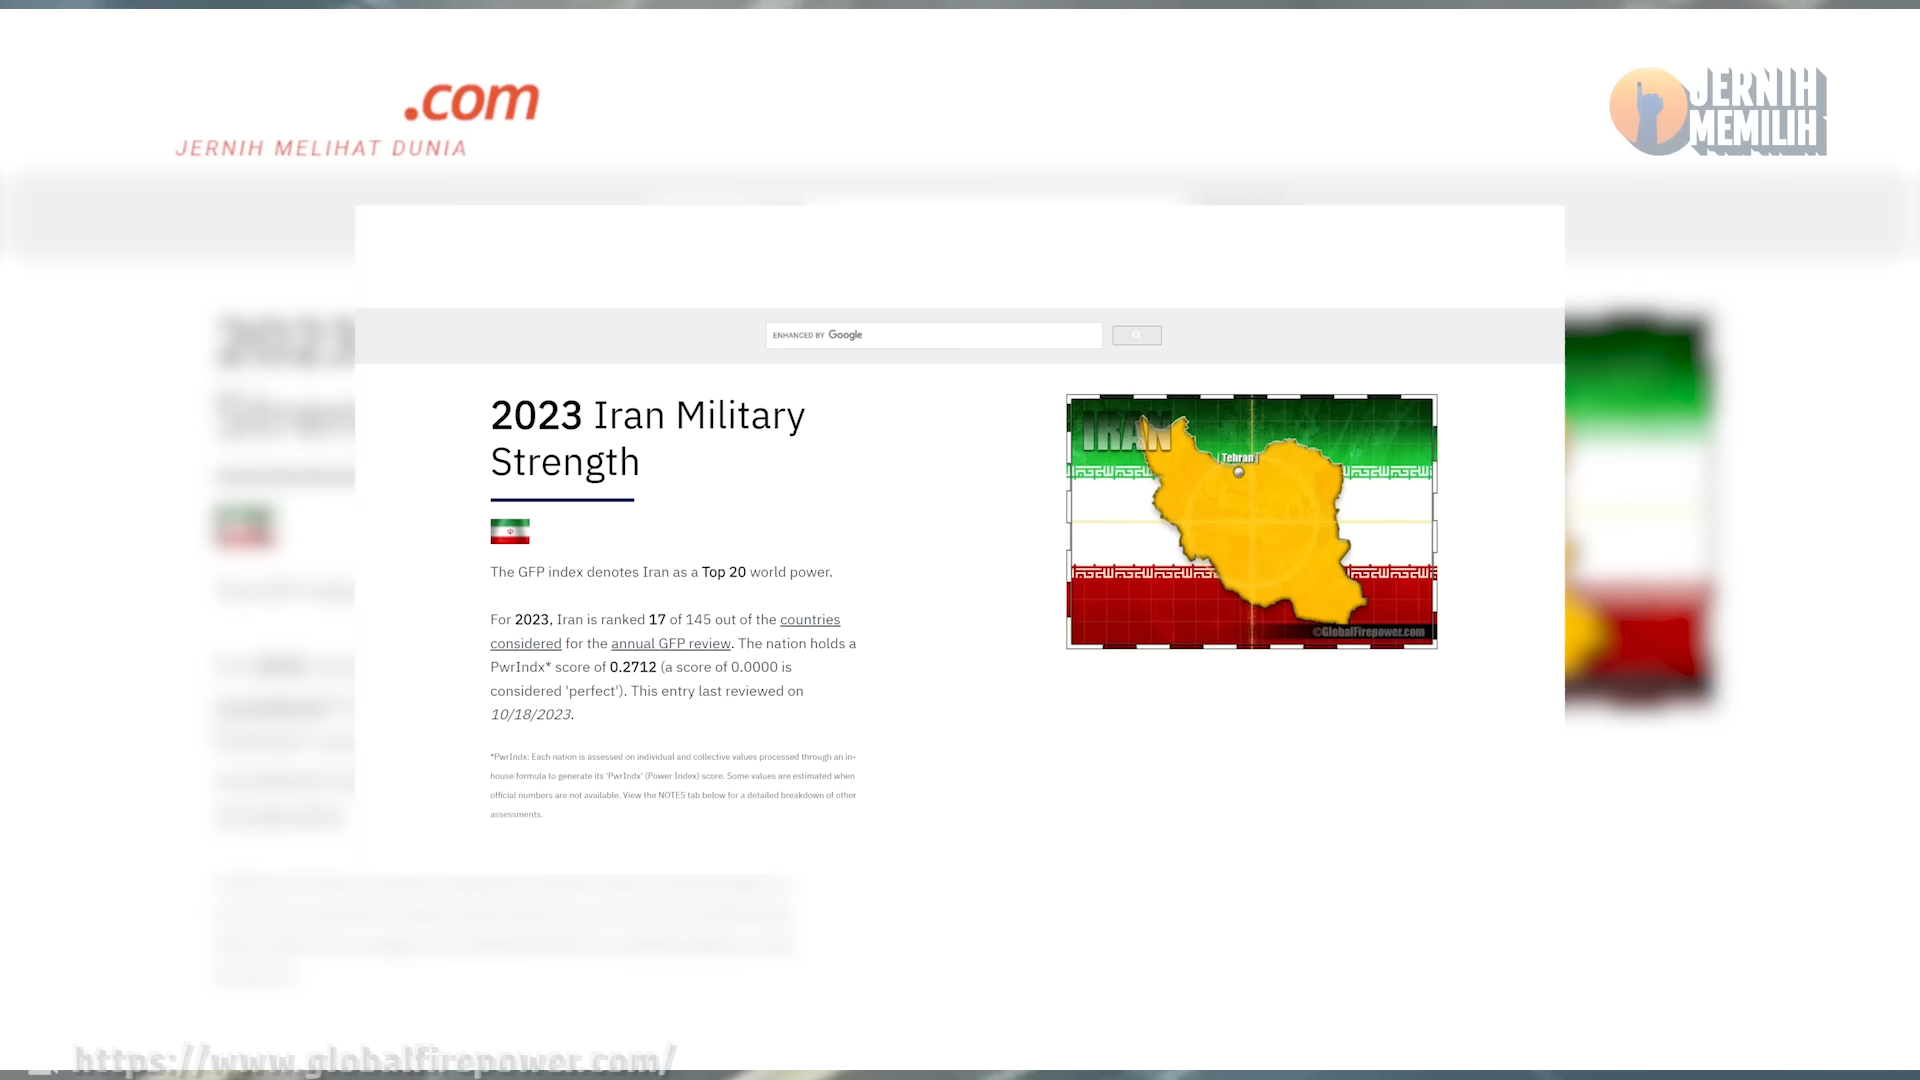 .com
JERNIH MELIHAT DUNIA
JERNIH
MEMILIH
ENHANCED BY Google
2023 Iran Military
Strength
The GFP index denotes Iran as a Top 20 world power.
For 2023, Iran is ranked 17 of 145 out of the countries
considered for the annual GFP review. The nation holds a
PwrIndx* score of 0.2712 (a score of 0.0000 is
considered 'perfect'). This entry last reviewed on
10/18/2023.
*PwrIndx: Each nation is assessed on individual and collective values processed through an in-
house formula to generate its 'PwrIndx' (Power Index) score. Some values are estimated when
official numbers are not available. View the NOTES tab below for a detailed breakdown of other
assessments.
IRAN
Tehran
©GlobalFirepower.com
2023
https://www.globalfirepower.com/